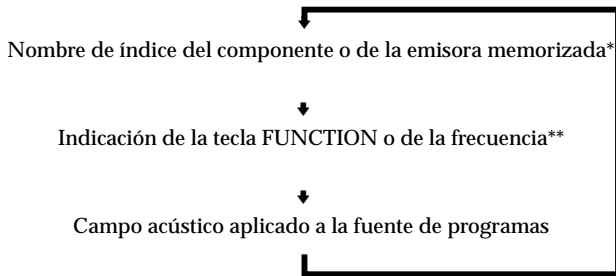 Nombre de índice del componente o de la emisora memorizada*
Indicación de la tecla FUNCTION o de la frecuencia**
Campo acústico aplicado a la fuente de programas